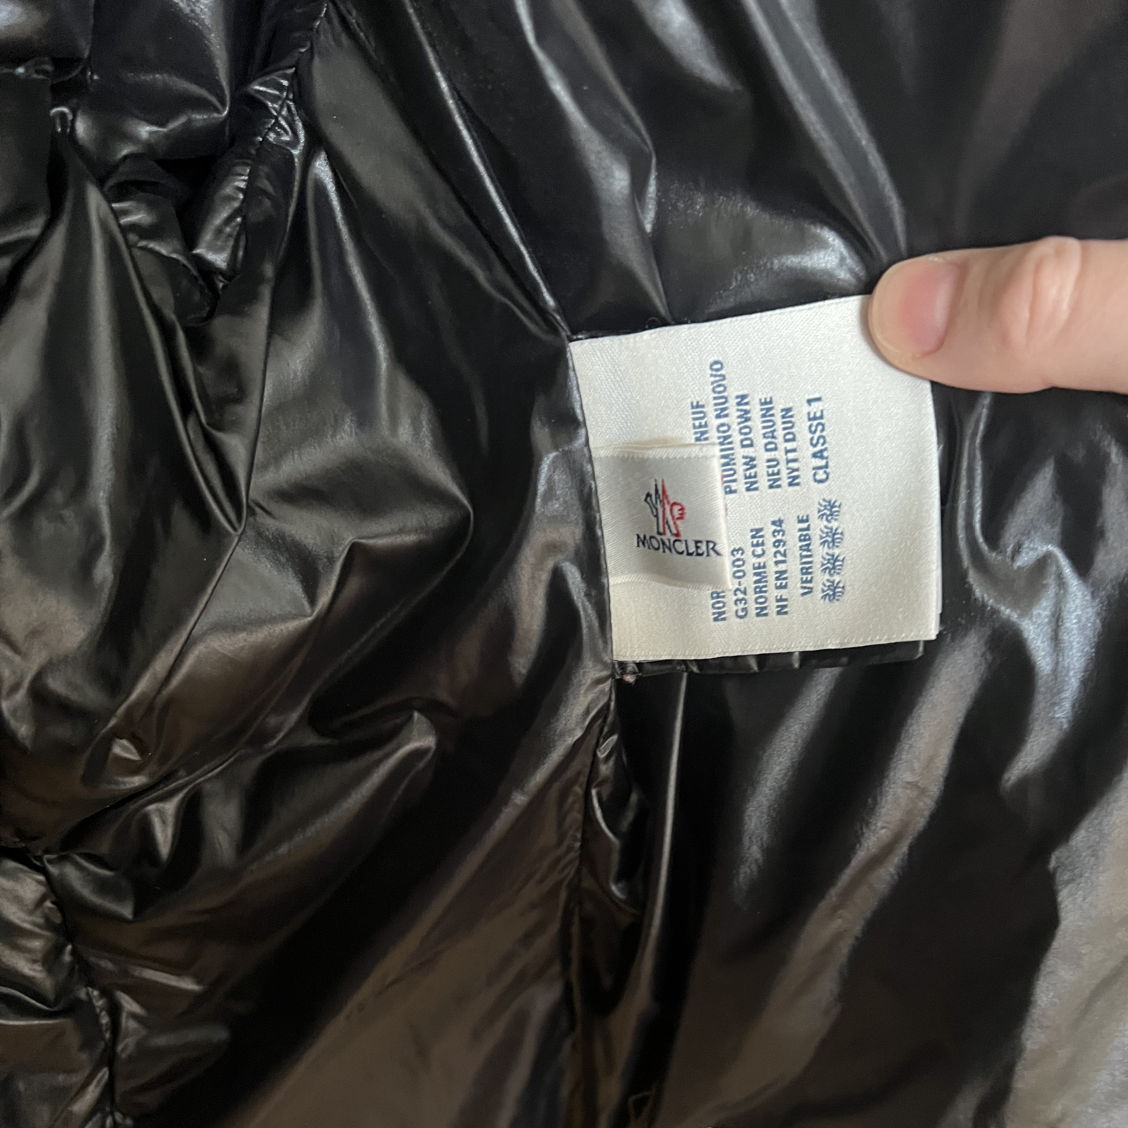 MONCLER
NEUF
PIUMINO NUOVO
NEW DOWN
NEU DAUNE
NYTT DUN
CLASSE 1
NOR
G32-003
NORME CEN
NF EN 12934
VERITABLE